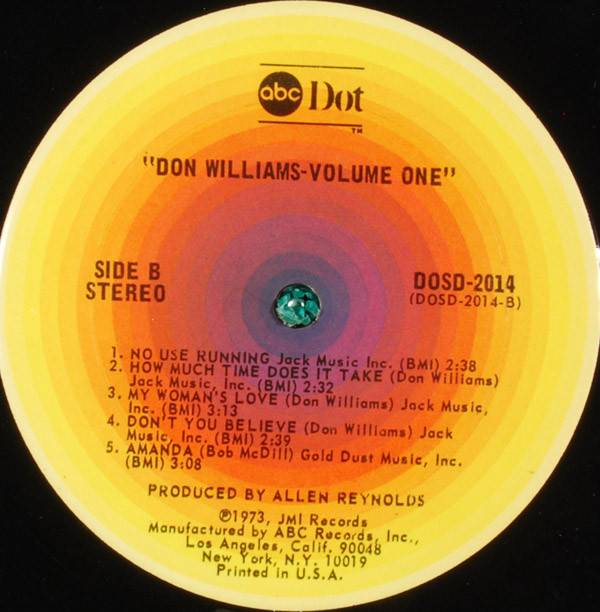 abc Dot
™
"DON WILLIAMS-VOLUME ONE"
SIDE B
STEREO
DOSD-2014
(DOSD-2014-B)
1. NO USE RUNNING Jack Music Inc. (BMI) 2:38
2. HOW MUCH TIME DOES IT TAKE (Don Williams)
Jack Music, Inc. (BMI) 2:32
3. MY WOMAN'S LOVE (Don Williams) Jack Music,
Inc. (BMI) 3:13
4. DON'T YOU BELIEVE (Don Williams) Jack
Music, Inc. (BMI) 2:39
5. AMANDA (Bob McDill) Gold Dust Music, Inc.
(BMI) 3:08
PRODUCED BY ALLEN REYNOLDS
℗1973, JMI Records
Manufactured by ABC Records, Inc.,
Los Angeles, Calif. 90048
New York, N.Y. 10019
Printed in U.S.A.